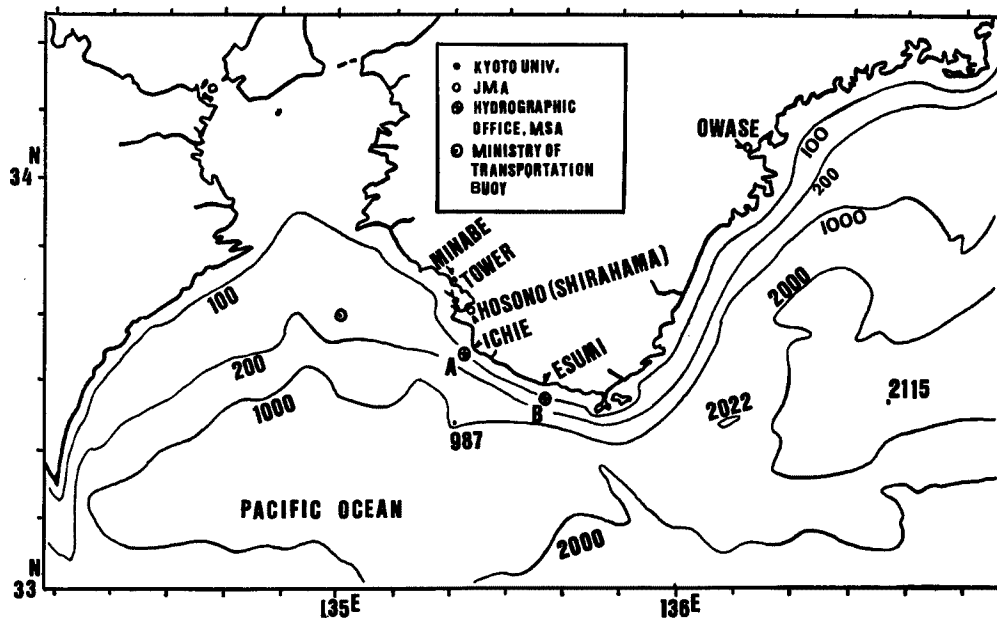 KYOTO UNIV.
JMA
HYDROGRAPHIC
OFFICE, MSA
MINISTRY OF
TRANSPORTATION
BUOY
OWASE
N
34
100
200
1000
MINABE
TOWER
HOSONO (SHIRAHAMA)
2000
100
ICHIE
A
ESUMI
200
B
2022
2115
1000
987
PACIFIC OCEAN
2000
N
33
135E
136E